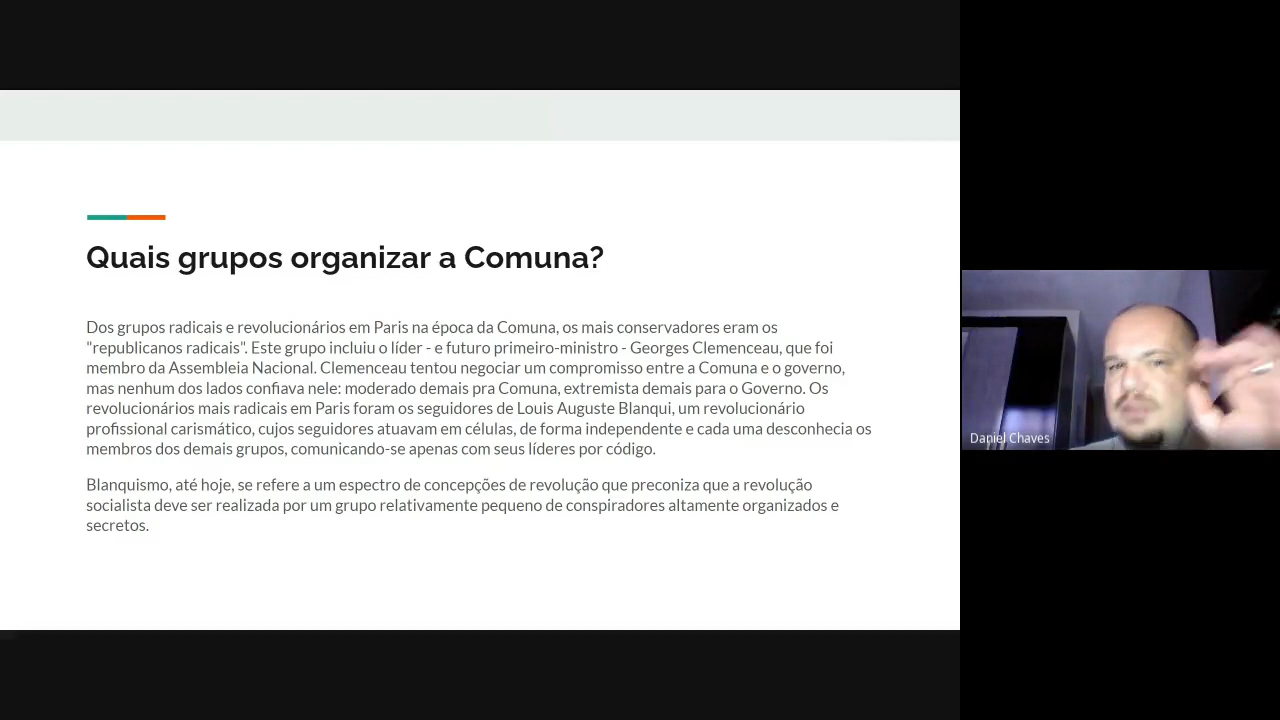 Quais grupos organizar a Comuna?
Dos grupos radicais e revolucionários em Paris na época da Comuna, os mais conservadores eram os
"republicanos radicais". Este grupo incluiu o líder - e futuro primeiro-ministro - Georges Clemenceau, que foi
membro da Assembleia Nacional. Clemenceau tentou negociar um compromisso entre a Comuna e o governo,
mas nenhum dos lados confiava nele: moderado demais pra Comuna, extremista demais para o Governo. Os
revolucionários mais radicais em Paris foram os seguidores de Louis Auguste Blanqui, um revolucionário
profissional carismático, cujos seguidores atuavam em células, de forma independente e cada uma desconhecia os
membros dos demais grupos, comunicando-se apenas com seus líderes por código.
Blanquismo, até hoje, se refere a um espectro de concepções de revolução que preconiza que a revolução
socialista deve ser realizada por um grupo relativamente pequeno de conspiradores altamente organizados e
secretos.
Daniel Chaves